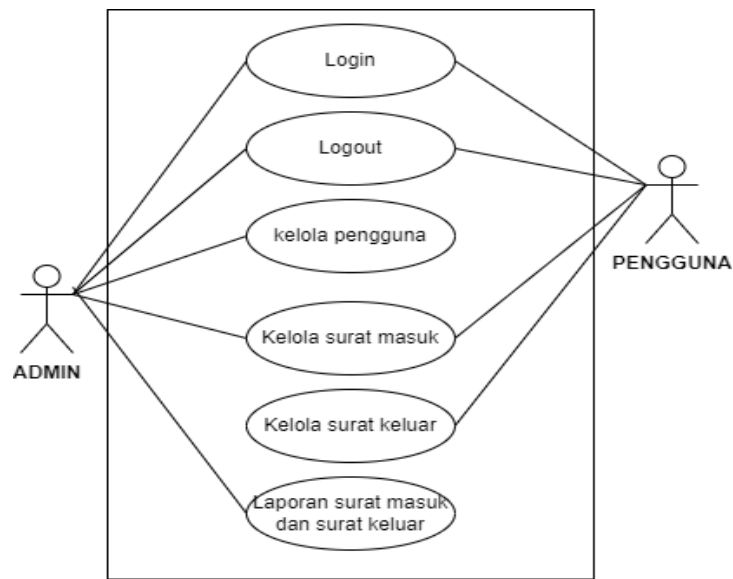 Login
Logout
kelola pengguna
PENGGUNA
Kelola surat masuk
ADMIN
Kelola surat keluar
Laporan surat masuk
dan surat keluar